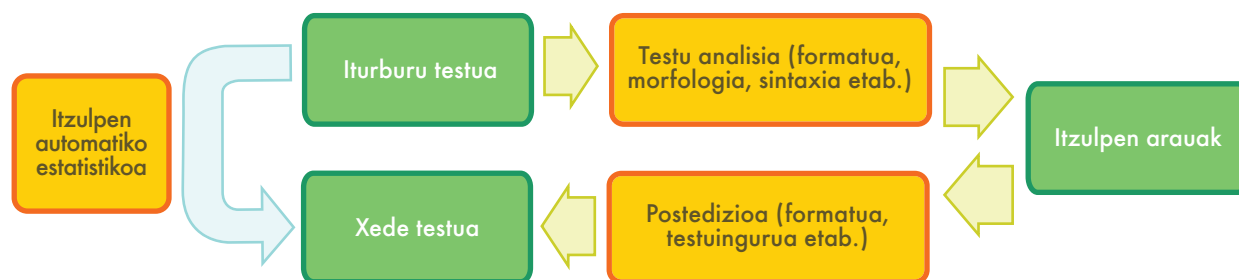 Itzulpen
automatiko
estatistikoa
Iturburu testua
Testu analisia (formatua,
morfologia, sintaxia etab.)
Itzulpen arauak
Postedizioa (formatua,
testuingurua etab.)
Xede testua